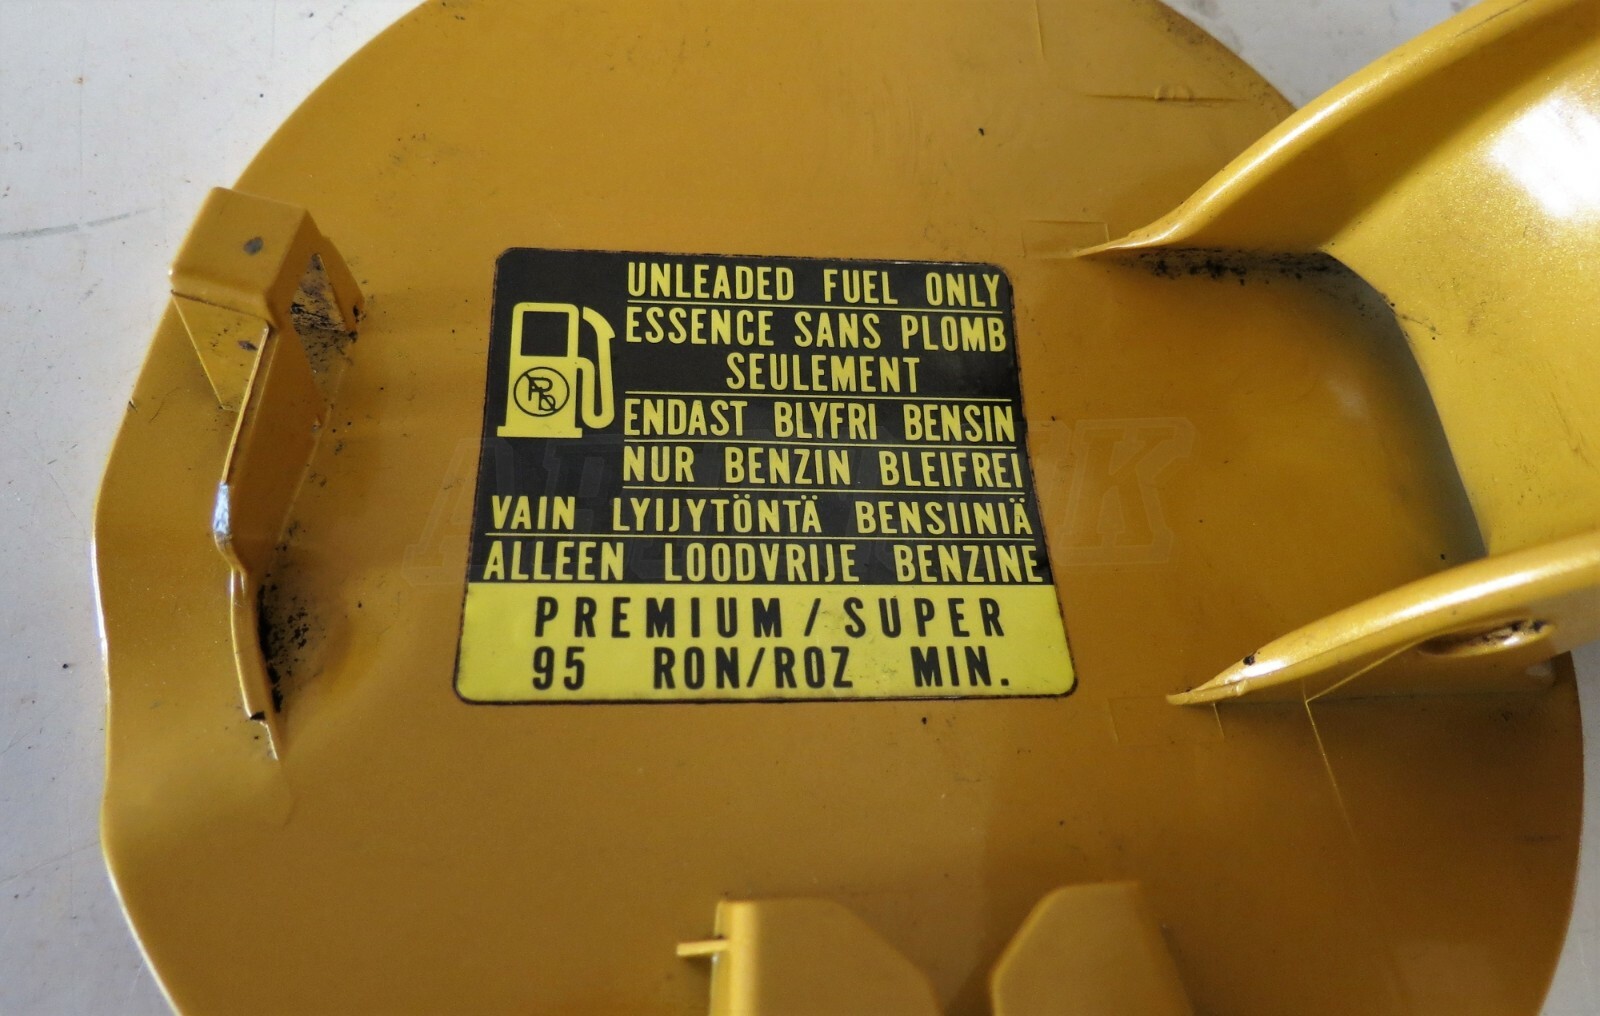 UNLEADED FUEL ONLY
ESSENCE SANS PLOMB
SEULEMENT
ENDAST BLYFRI BENSIN
NUR BENZIN BLEIFREI
VAIN LYIJYTÖNTÄ BENSIINIÄ
ALLEEN LOODVRIJE BENZINE
PREMIUM/SUPER
95 RON/ROZ MIN.
PB